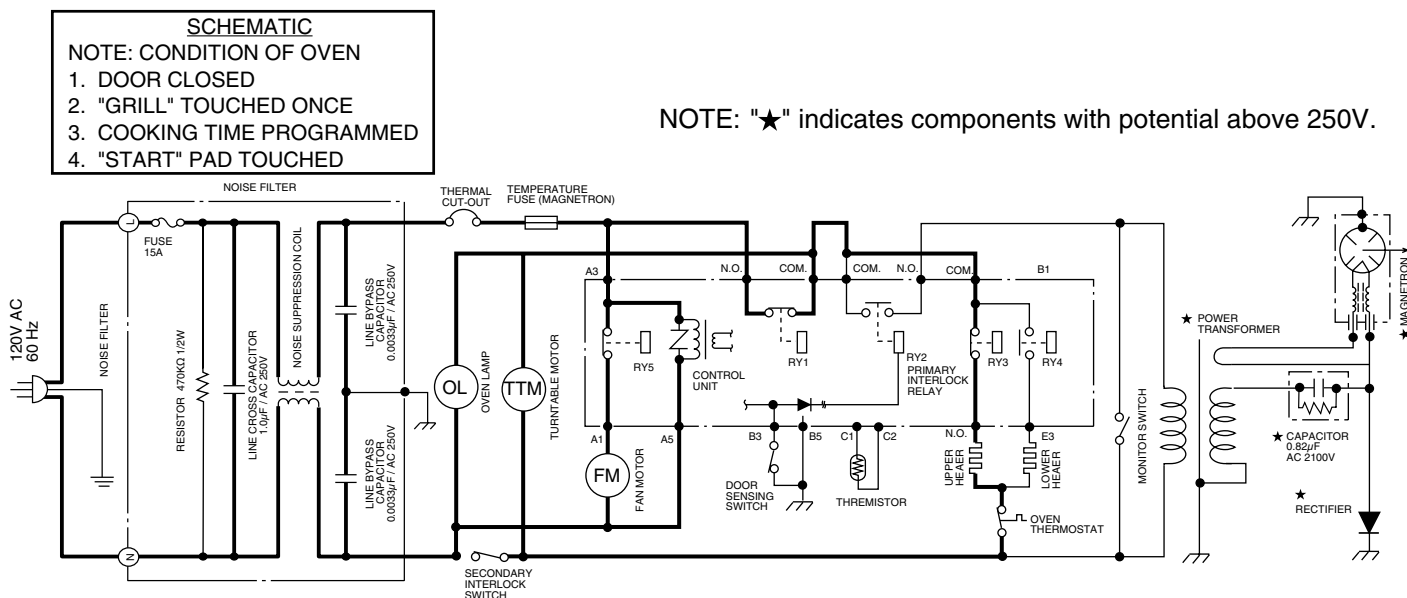 SCHEMATIC
NOTE: CONDITION OF OVEN
1. DOOR CLOSED
2. "GRILL" TOUCHED ONCE
3. COOKING TIME PROGRAMMED
4. "START" PAD TOUCHED
NOTE: "★" indicates components with potential above 250V.
120V AC
60 Hz
NOISE FILTER
NOISE FILTER
L
N
FUSE
15A
RESISTOR 470KΩ 1/2W
LINE CROSS CAPACITOR
1.0µF / AC 250V
NOISE SUPPRESSION COIL
LINE BYPASS
CAPACITOR
0.0033µF / AC 250V
LINE BYPASS
CAPACITOR
0.0033µF / AC 250V
THERMAL
CUT-OUT
TEMPERATURE
FUSE (MAGNETRON)
OL
OVEN LAMP
TTM
TURNTABLE MOTOR
SECONDARY
INTERLOCK
SWITCH
A3
RY5
A1
A5
FM
FAN MOTOR
CONTROL
UNIT
N.O.
COM.
COM.
N.O.
COM.
B1
RY1
RY2
PRIMARY
INTERLOCK
RELAY
RY3
RY4
B3
B5
C1
C2
N.O.
E3
DOOR
SENSING
SWITCH
THREMISTOR
UPPER
HEAER
LOWER
HEAER
OVEN
THERMOSTAT
MONITOR SWITCH
★ POWER
TRANSFORMER
★ MAGNETRON
★ CAPACITOR
0.82µF
AC 2100V
★
RECTIFIER